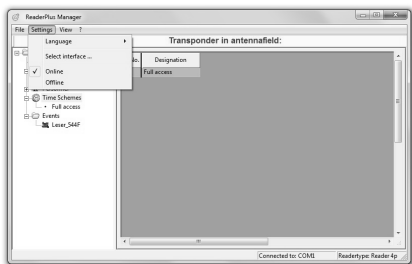 ReaderPlus Manager
File Settings View ?
Transponder in antennafield:
Language
Select interface ...
Online
Offline
No. Designation
Full access
Time Schemes
Full access
Events
Leser_544F
Connected to: COM1 Readertype: Reader 4p